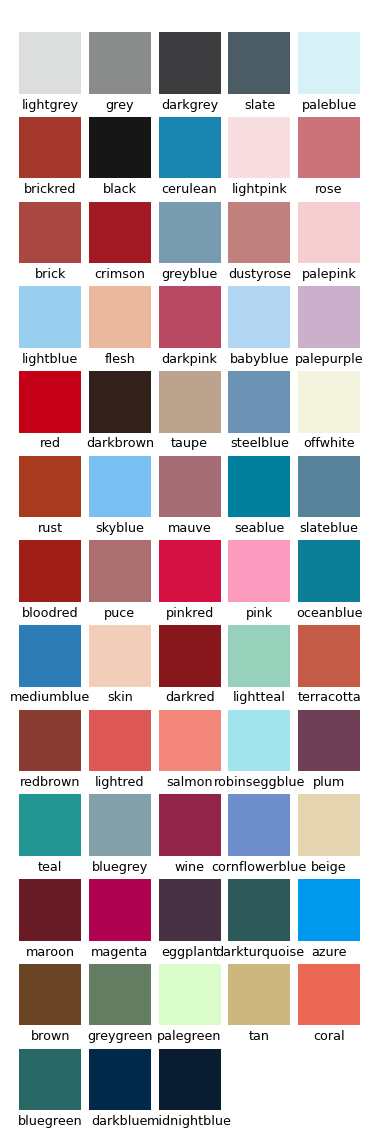 lightgrey grey darkgrey slate paleblue
brickred black cerulean lightpink rose
brick crimson greyblue dustyrose palepink
lightblue flesh darkpink babyblue palepurple
red darkbrown taupe steelblue offwhite
rust skyblue mauve seablue slateblue
bloodred puce pinkred pink oceanblue
mediumblue skin darkred lightteal terracotta
redbrown lightred salmon robinseggblue plum
teal bluegrey wine cornflowerblue beige
maroon magenta eggplant darkturquoise azure
brown greygreen palegreen tan coral
bluegreen darkblue midnightblue